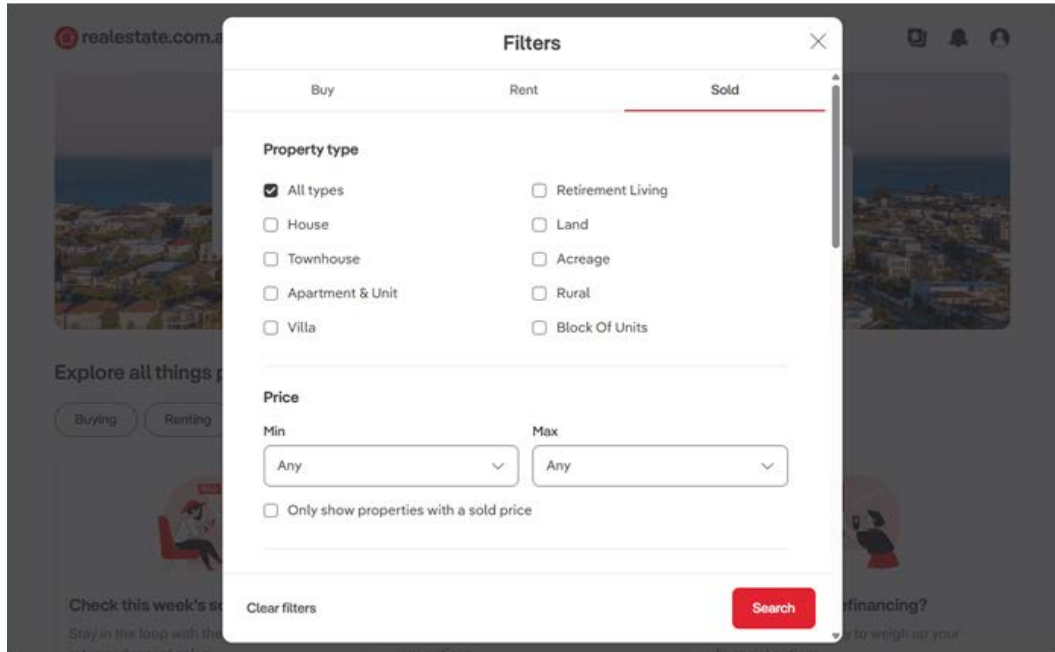 realestate.com.a
Filters
Buy
Rent
Sold
Property type
All types
Retirement Living
House
Land
Townhouse
Acreage
Apartment & Unit
Rural
Villa
Block Of Units
Explore all things p
Price
Buying
Renting
Min
Max
Any
Any
Only show properties with a sold price
Check this week's so
efinancing?
Clear filters
Search
Stay in the loop with the
y to weigh up your